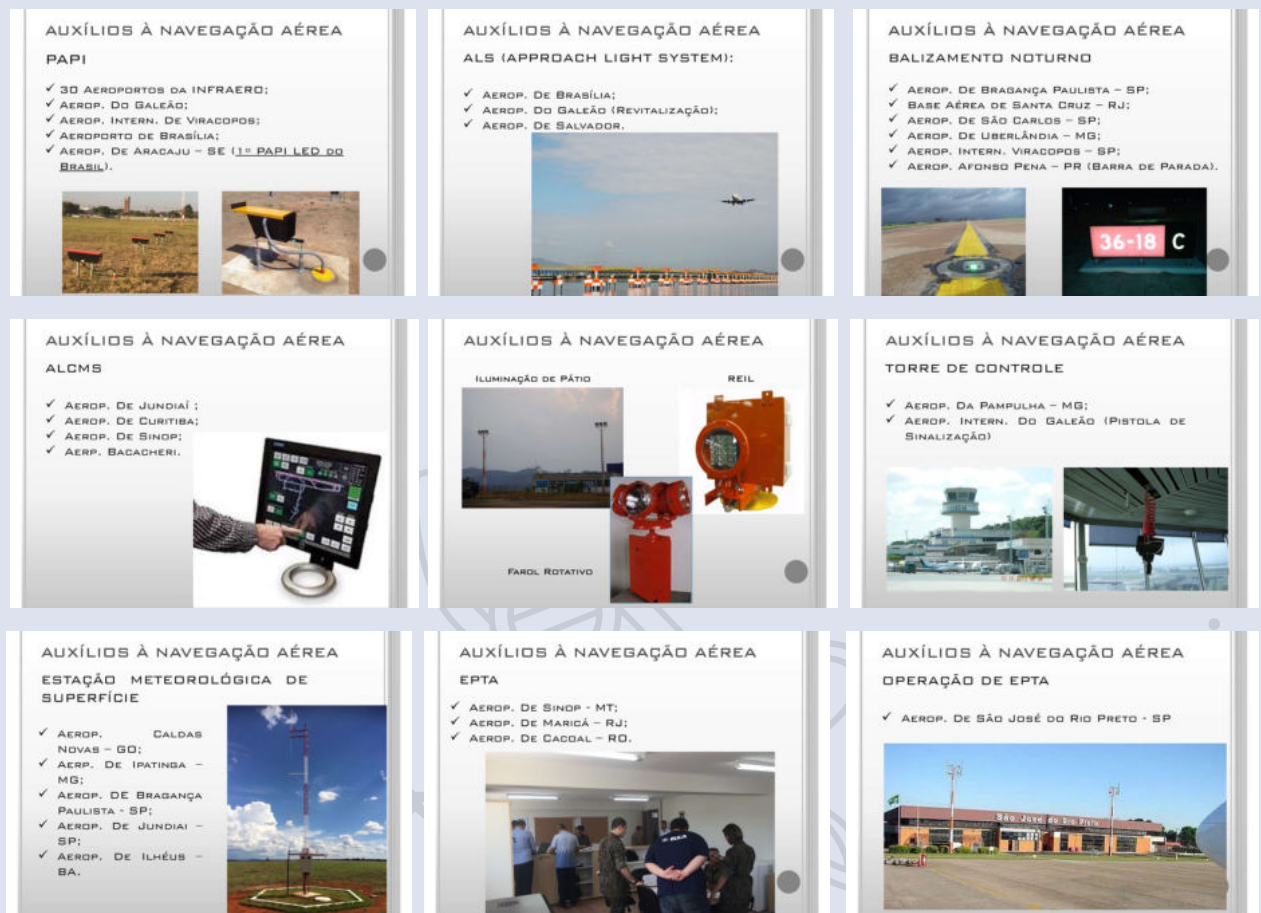 AUXÍLIOS À NAVEGAÇÃO AÉREA
PAPI
✓ 30 AEROPORTOS DA INFRAERO;
✓ AEROP. DO GALEÃO;
✓ AEROP. INTERN. DE VIRACOPOS;
✓ AEROPORTO DE BRASÍLIA;
✓ AEROP. DE ARACAJU – SE (1º PAPI LED DO
BRASIL).
AUXÍLIOS À NAVEGAÇÃO AÉREA
ALS (APPROACH LIGHT SYSTEM):
✓ AEROP. DE BRASÍLIA;
✓ AEROP. DO GALEÃO (REVITALIZAÇÃO);
✓ AEROP. DE SALVADOR.
AUXÍLIOS À NAVEGAÇÃO AÉREA
BALIZAMENTO NOTURNO
✓ AEROP. DE BRAGANÇA PAULISTA – SP;
✓ BASE AÉREA DE SANTA CRUZ – RJ;
✓ AEROP. DE SÃO CARLOS – SP;
✓ AEROP. DE UBERLÂNDIA – MG;
✓ AEROP. INTERN. VIRACOPOS – SP;
✓ AEROP. AFONSO PENA – PR (BARRA DE PARADA).
36-18 C
AUXÍLIOS À NAVEGAÇÃO AÉREA
ALCMS
✓ AEROP. DE JUNDIAÍ ;
✓ AEROP. DE CURITIBA;
✓ AEROP. DE SINOP;
✓ AERP. BACACHERI.
AUXÍLIOS À NAVEGAÇÃO AÉREA
ILUMINAÇÃO DE PÁTIO
REIL
FAROL ROTATIVO
AUXÍLIOS À NAVEGAÇÃO AÉREA
TORRE DE CONTROLE
✓ AEROP. DA PAMPULHA – MG;
✓ AEROP. INTERN. DO GALEÃO (PISTOLA DE
SINALIZAÇÃO)
AUXÍLIOS À NAVEGAÇÃO AÉREA
ESTAÇÃO METEOROLÓGICA DE
SUPERFÍCIE
✓ AEROP. CALDAS
NOVAS – GO;
✓ AERP. DE IPATINGA –
MG;
✓ AEROP. DE BRAGANÇA
PAULISTA - SP;
✓ AEROP. DE JUNDIAI –
SP;
✓ AEROP. DE ILHÉUS –
BA.
AUXÍLIOS À NAVEGAÇÃO AÉREA
EPTA
✓ AEROP. DE SINOP - MT;
✓ AEROP. DE MARICÁ – RJ;
✓ AEROP. DE CACOAL – RO.
AUXÍLIOS À NAVEGAÇÃO AÉREA
OPERAÇÃO DE EPTA
✓ AEROP. DE SÃO JOSÉ DO RIO PRETO - SP
São José do Rio Preto